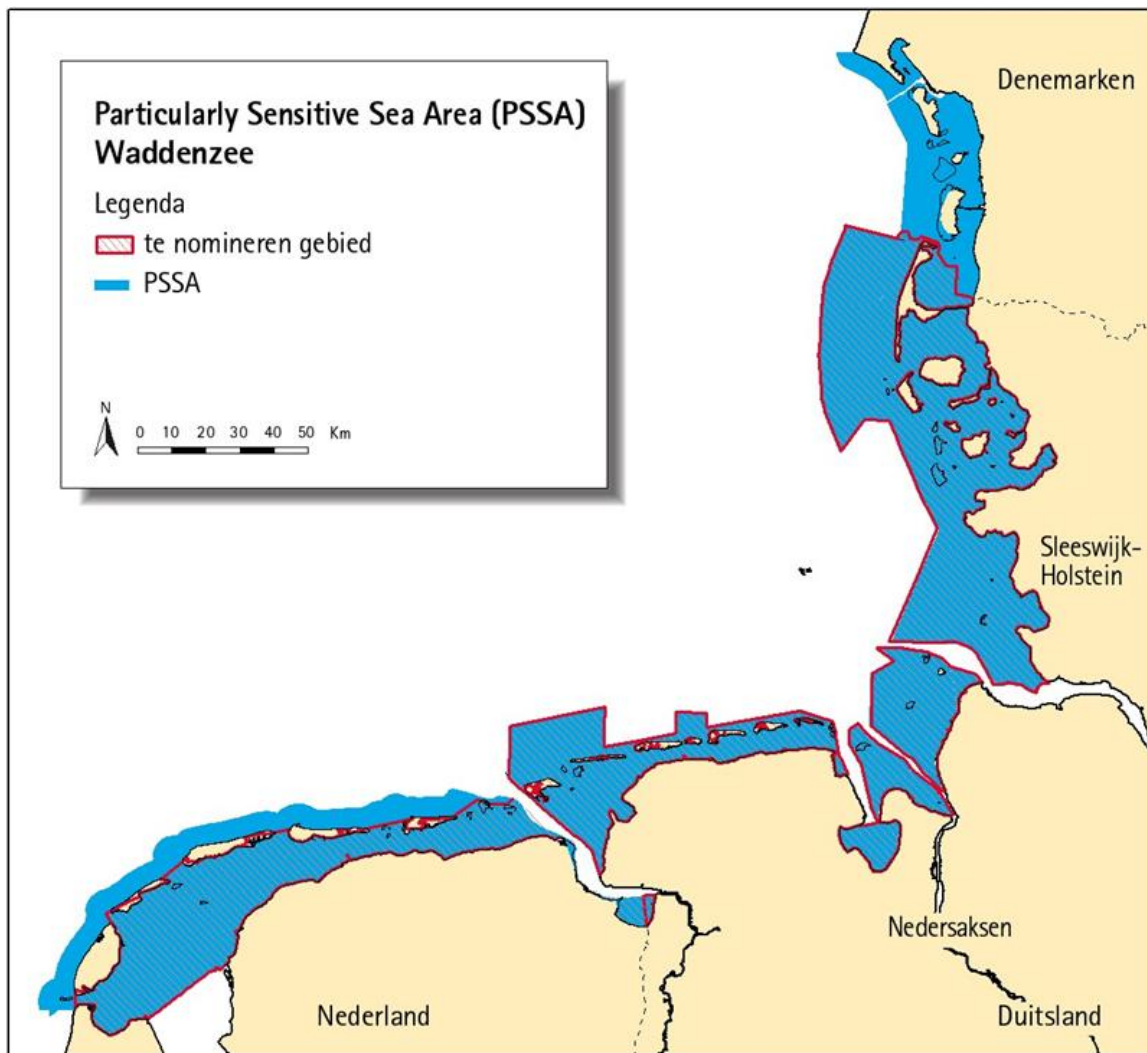 Particularly Sensitive Sea Area (PSSA)
Waddenzee
Legenda
te nomineren gebied
PSSA
N
0 10 20 30 40 50 Km
Denemarken
Sleeswijk-
Holstein
Nedersaksen
Nederland
Duitsland